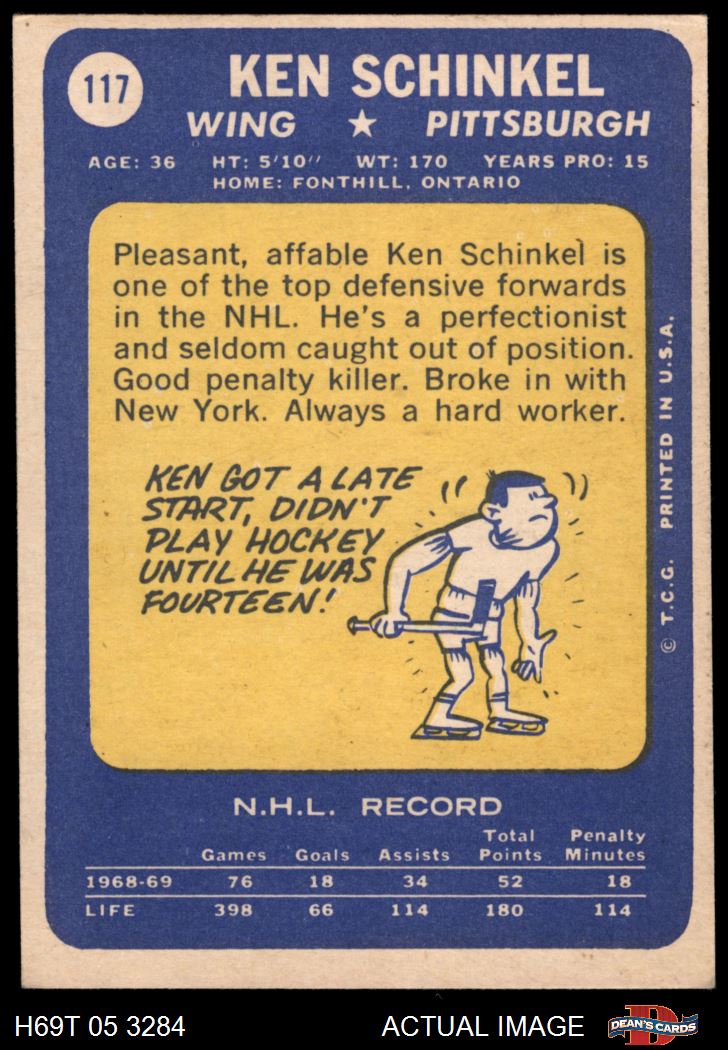 117
KEN SCHINKEL
WING ★ PITTSBURGH
AGE: 36 HT: 5'10" WT: 170 YEARS PRO: 15
HOME: FONTHILL, ONTARIO
Pleasant, affable Ken Schinkel is
one of the top defensive forwards
in the NHL. He's a perfectionist
and seldom caught out of position.
Good penalty killer. Broke in with
New York. Always a hard worker.
KEN GOT A LATE
START, DIDN'T
PLAY HOCKEY
UNTIL HE WAS
FOURTEEN!
© T.C.G. PRINTED IN U.S.A.
N.H.L. RECORD
Total Penalty
Games Goals Assists Points Minutes
1968-69 76 18 34 52 18
LIFE 398 66 114 180 114
H69T 05 3284 ACTUAL IMAGE D DEAN'S CARDS